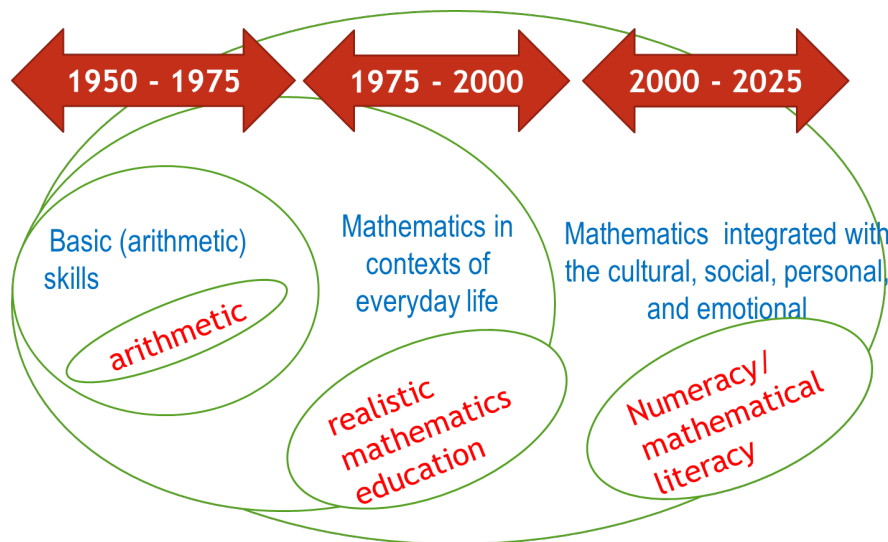 1950 - 1975
1975 - 2000
2000 - 2025
Basic (arithmetic)
skills
arithmetic
Mathematics in
contexts of
everyday life
realistic
mathematics
education
Mathematics integrated with
the cultural, social, personal,
and emotional
Numeracy/
mathematical
literacy